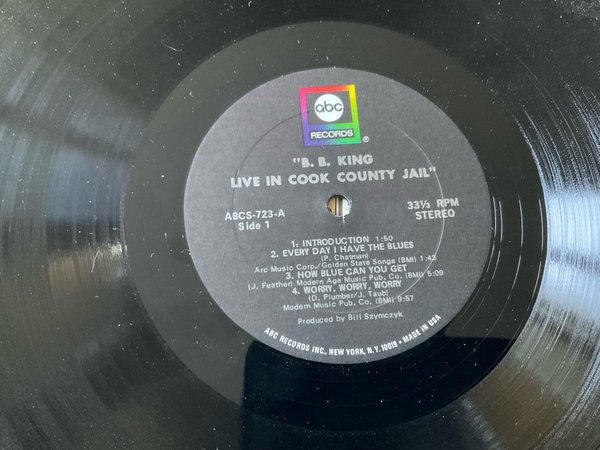 abc
RECORDS
®
"B. B. KING
LIVE IN COOK COUNTY JAIL"
ABCS-723-A
Side 1
33⅓ RPM
STEREO
1. INTRODUCTION 1:50
2. EVERY DAY I HAVE THE BLUES
(P. Chatman)
Arc Music Corp./Golden State Songs (BMI) 1:43
3. HOW BLUE CAN YOU GET
(J. Feather) Modern Age Music Pub. Co. (BMI) 5:09
4. WORRY, WORRY, WORRY
(D. Plumber/J. Taub)
Modern Music Pub. Co. (BMI) 9:57
Produced by Bill Szymczyk
ABC RECORDS INC., NEW YORK, N.Y. 10019 • MADE IN USA